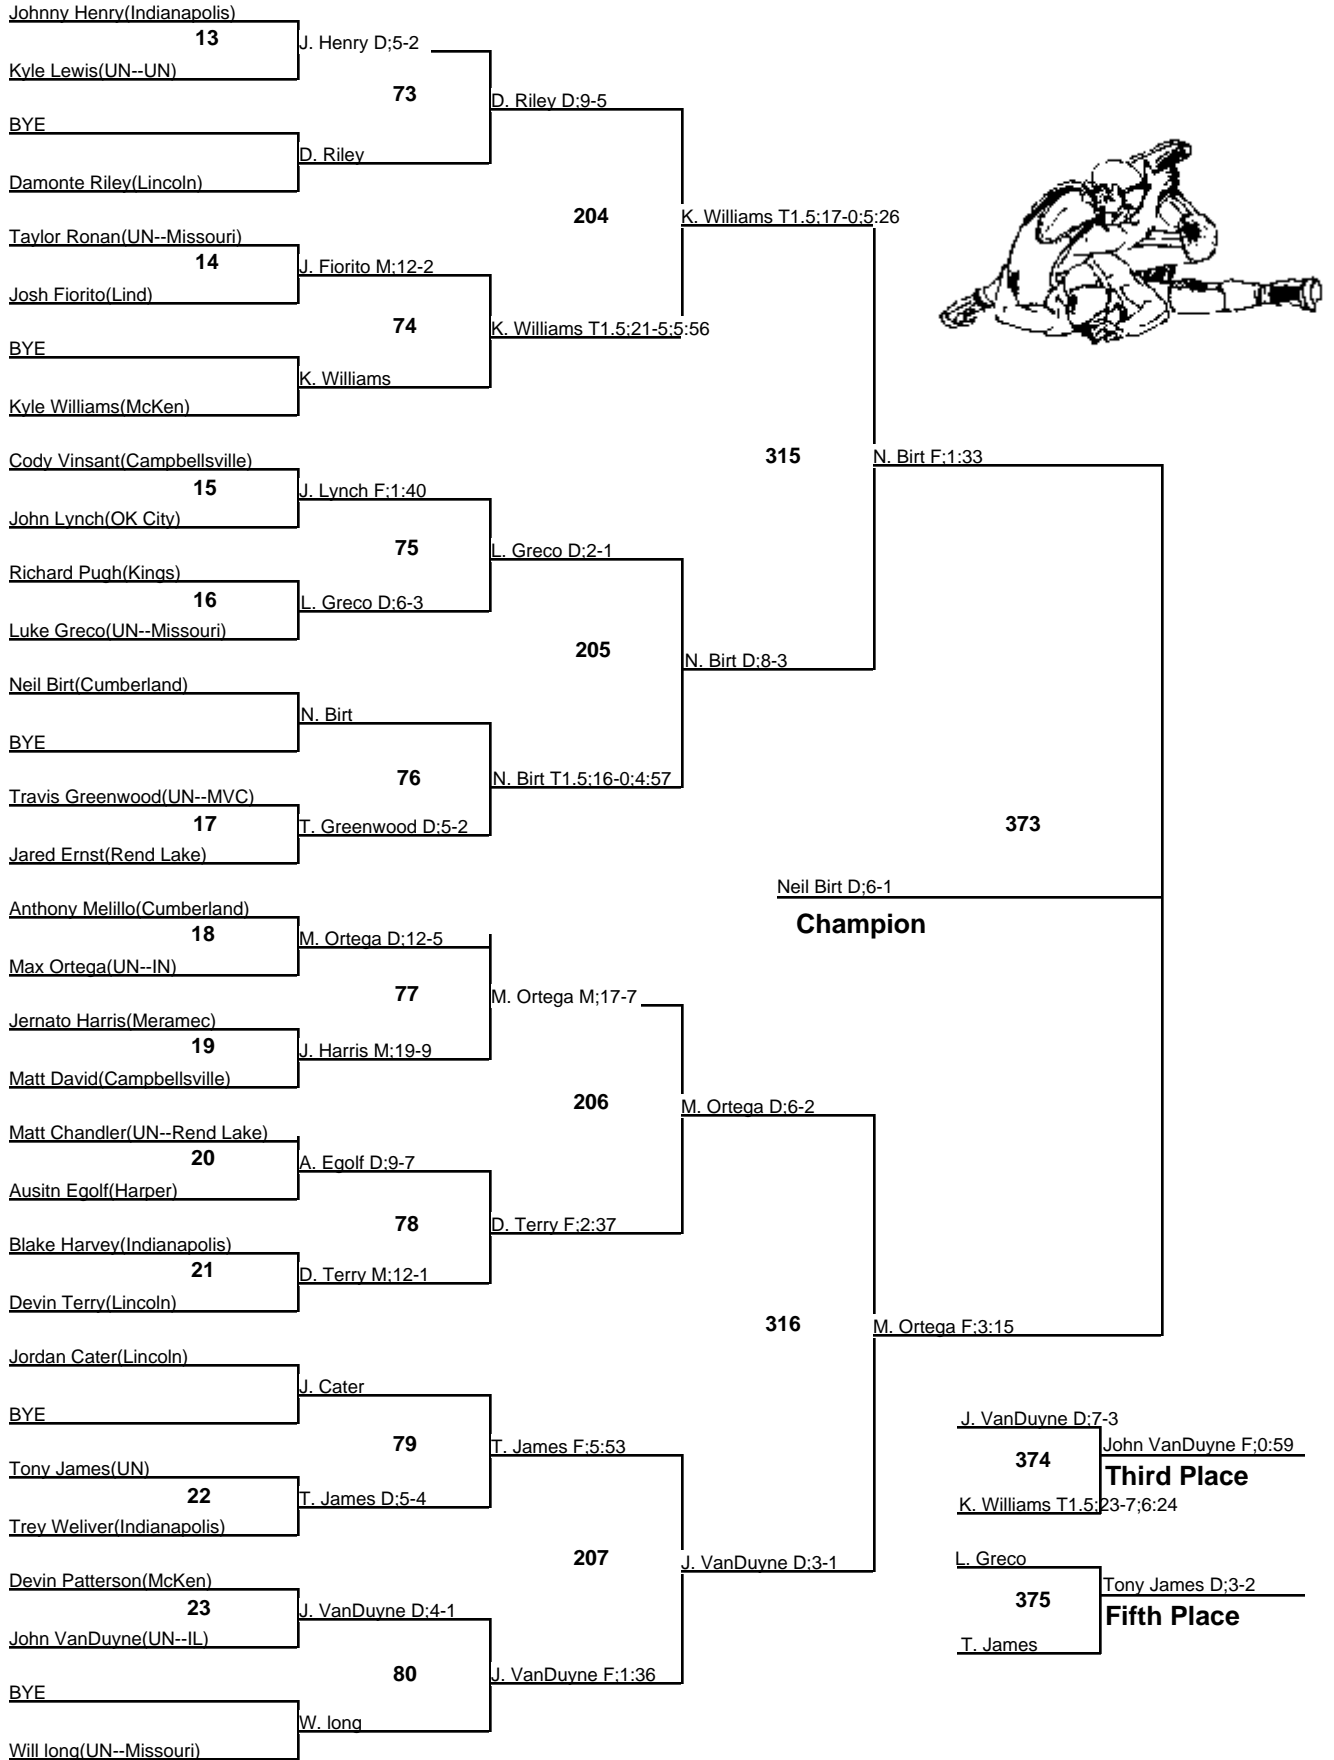 Johnny Henry(Indianapolis)
13
J. Henry D;5-2
Kyle Lewis(UN--UN)
73
D. Riley D;9-5
BYE
D. Riley
Damonte Riley(Lincoln)
204
K. Williams T1.5;17-0;5:26
Taylor Ronan(UN--Missouri)
14
J. Fiorito M;12-2
Josh Fiorito(Lind)
74
K. Williams T1.5;21-5;5:56
BYE
K. Williams
Kyle Williams(McKen)
315
N. Birt F;1:33
Cody Vinsant(Campbellsville)
15
J. Lynch F;1:40
John Lynch(OK City)
75
L. Greco D;2-1
Richard Pugh(Kings)
16
L. Greco D;6-3
Luke Greco(UN--Missouri)
205
N. Birt D;8-3
Neil Birt(Cumberland)
N. Birt
BYE
76
N. Birt T1.5;16-0;4:57
Travis Greenwood(UN--MVC)
17
T. Greenwood D;5-2
Jared Ernst(Rend Lake)
373
Neil Birt D;6-1
Champion
Anthony Melillo(Cumberland)
18
M. Ortega D;12-5
Max Ortega(UN--IN)
77
M. Ortega M;17-7
Jernato Harris(Meramec)
19
J. Harris M;19-9
Matt David(Campbellsville)
206
M. Ortega D;6-2
Matt Chandler(UN--Rend Lake)
20
A. Egolf D;9-7
Ausitn Egolf(Harper)
78
D. Terry F;2:37
Blake Harvey(Indianapolis)
21
D. Terry M;12-1
Devin Terry(Lincoln)
316
M. Ortega F;3:15
Jordan Cater(Lincoln)
J. Cater
BYE
79
T. James F;5:53
Tony James(UN)
22
T. James D;5-4
Trey Weliver(Indianapolis)
207
J. VanDuyne D;3-1
Devin Patterson(McKen)
23
J. VanDuyne D;4-1
John VanDuyne(UN--IL)
80
J. VanDuyne F;1:36
BYE
W. long
Will long(UN--Missouri)
J. VanDuyne D;7-3
374
John VanDuyne F;0:59
Third Place
K. Williams T1.5;23-7;6:24
L. Greco
375
Tony James D;3-2
Fifth Place
T. James